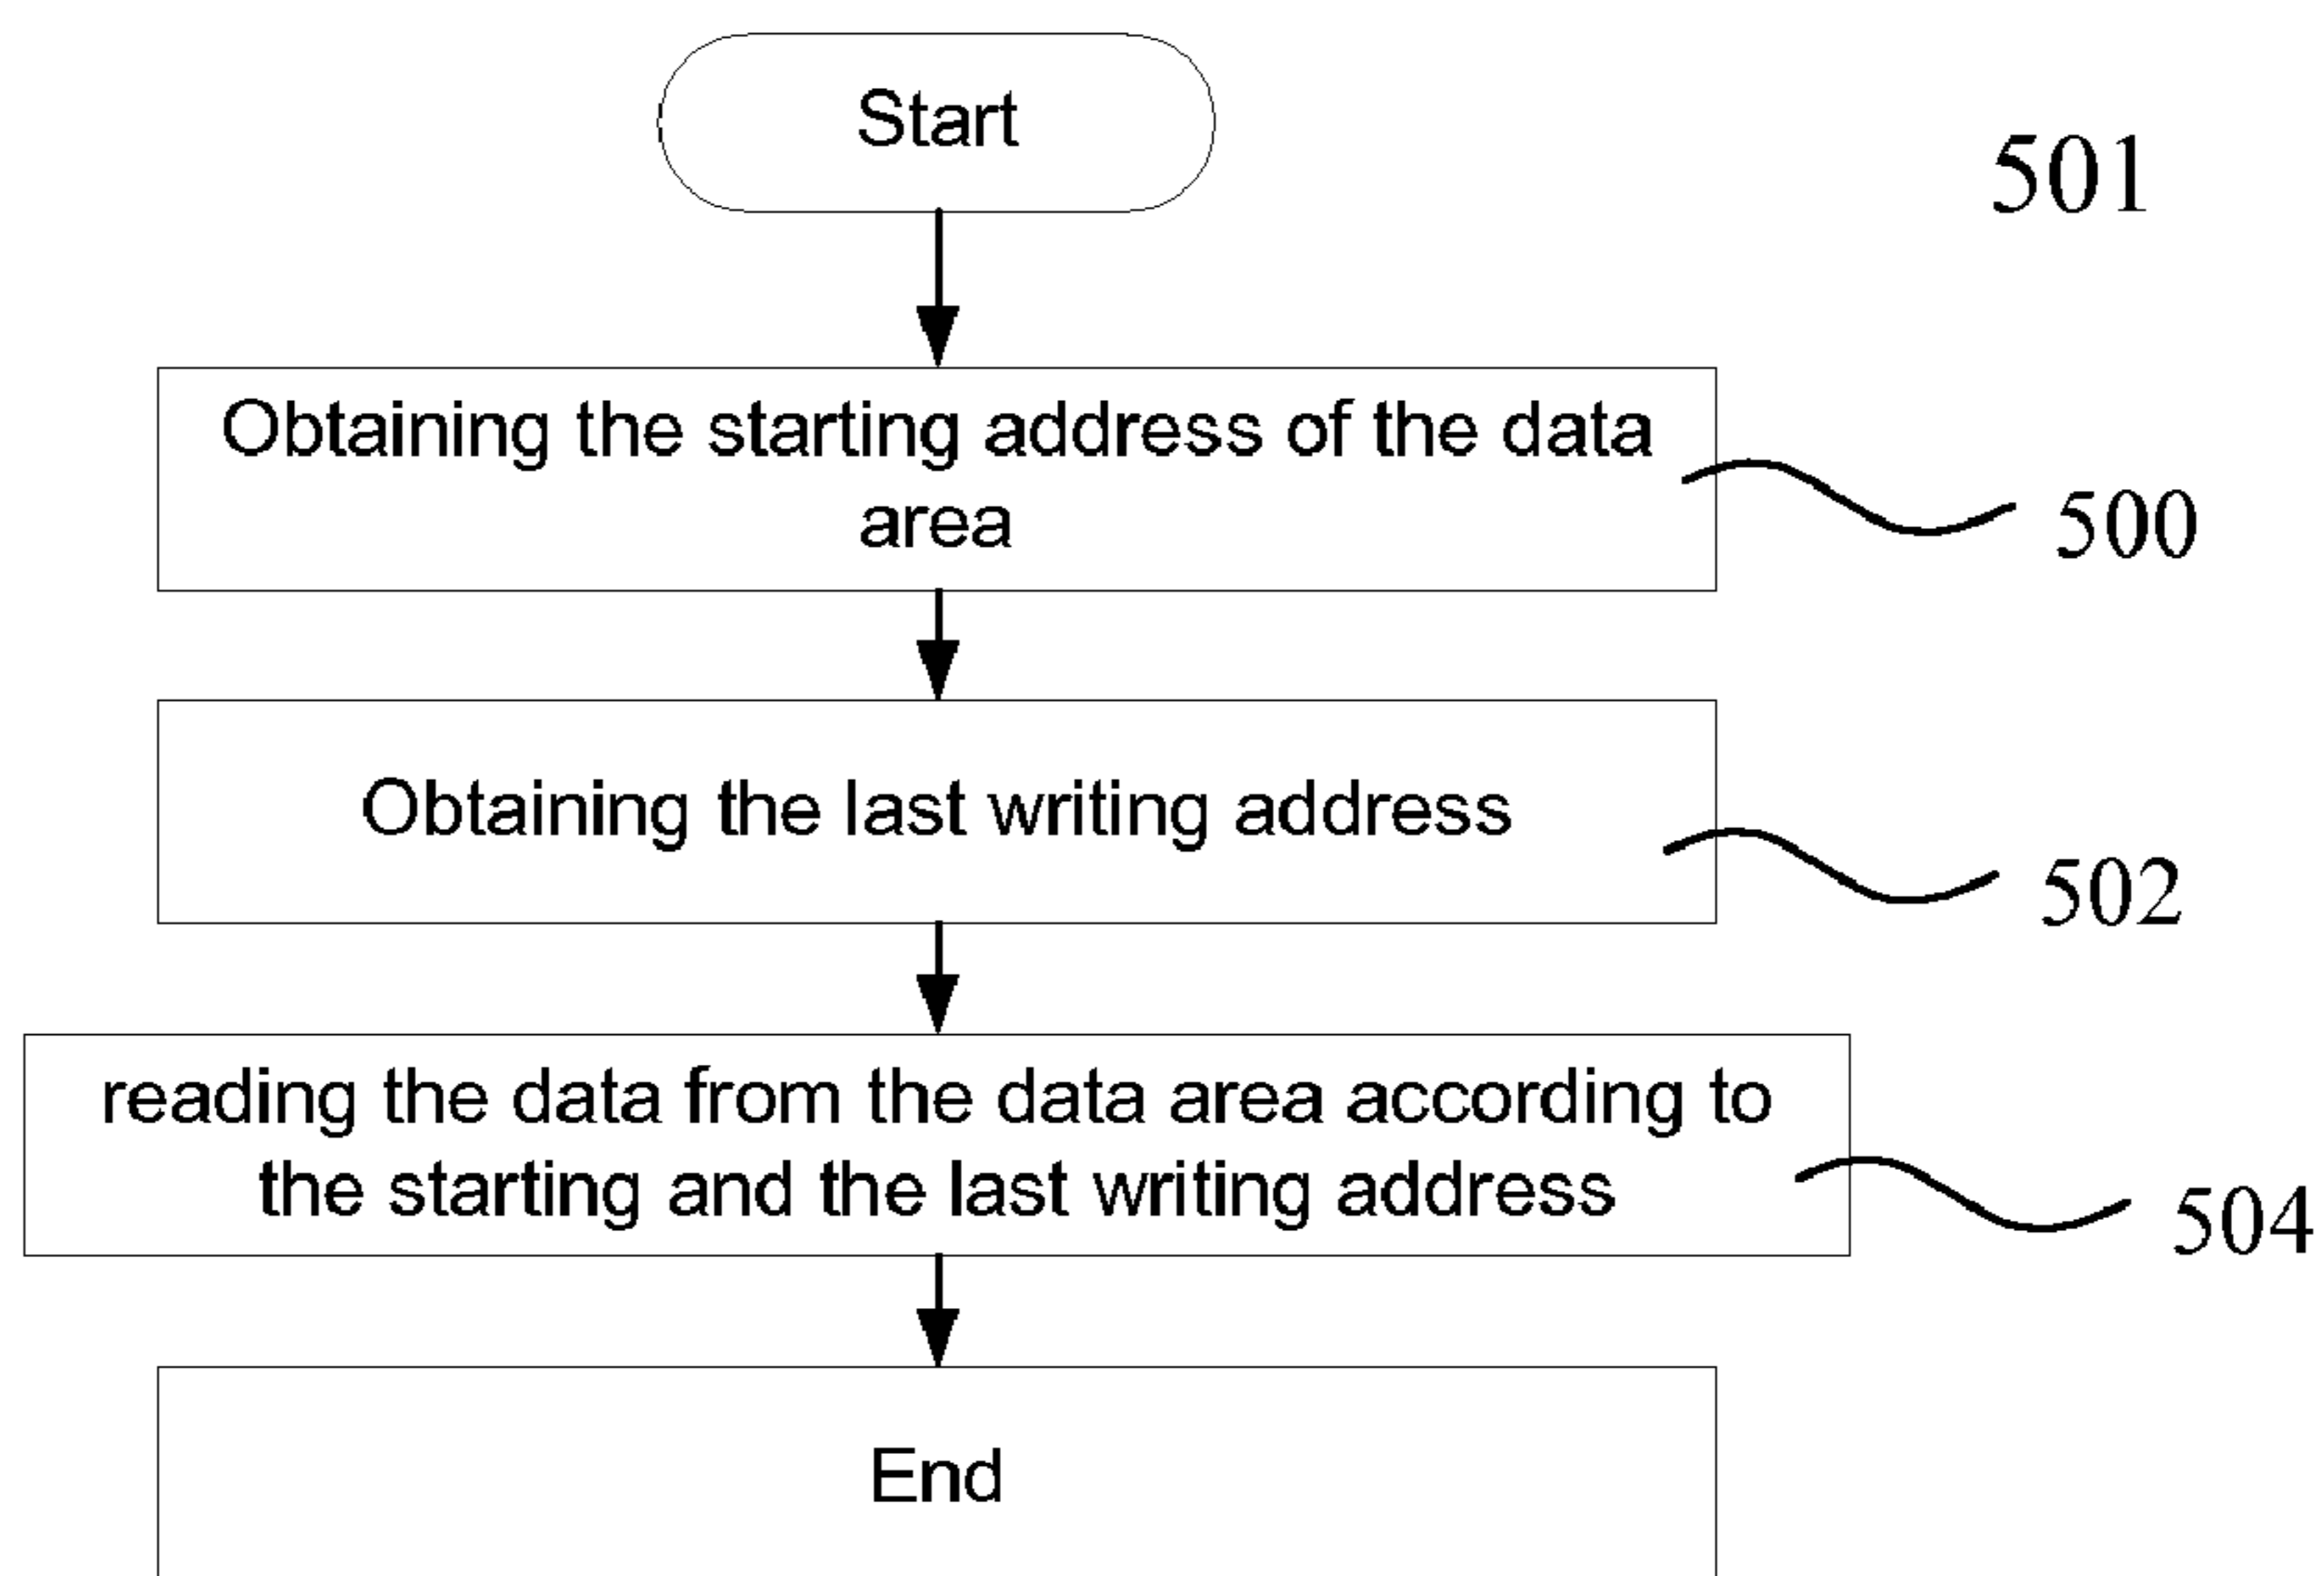 Start
501
Obtaining the starting address of the data
area
500
Obtaining the last writing address
502
reading the data from the data area according to
the starting and the last writing address
504
End